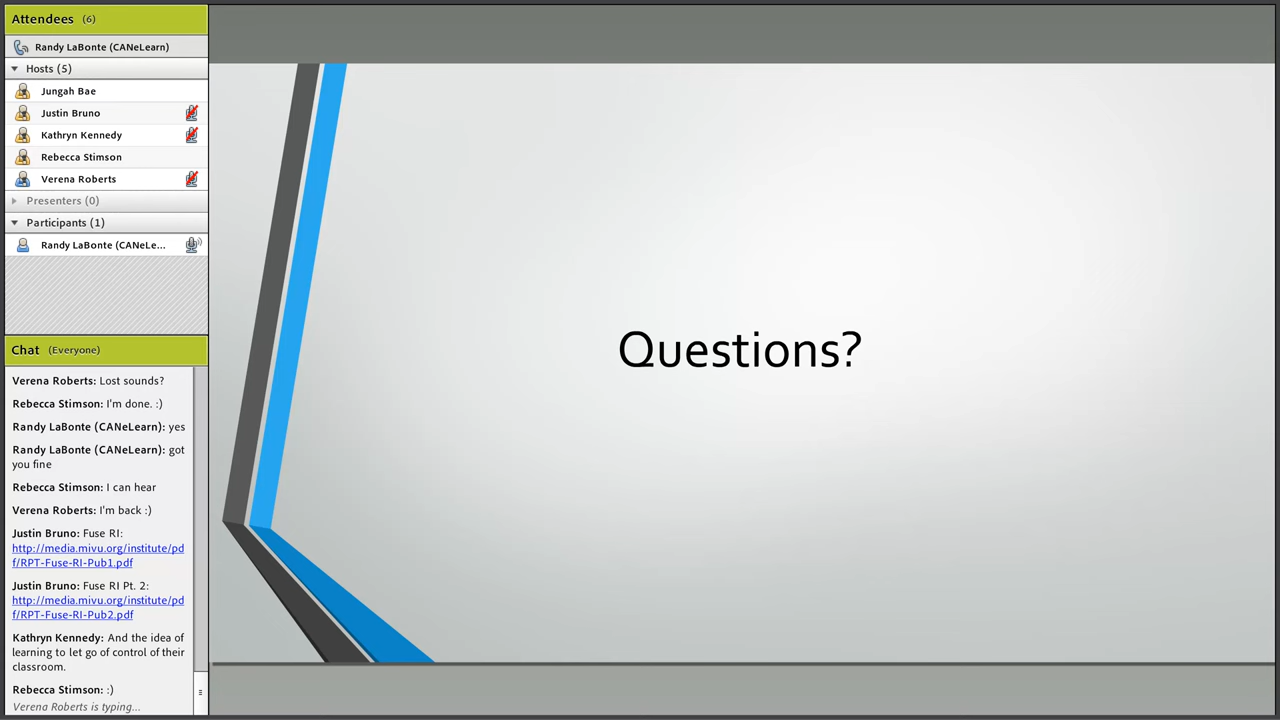 Attendees (6)
Randy LaBonte (CANeLearn)
Hosts (5)
Jungah Bae
Justin Bruno
Kathryn Kennedy
Rebecca Stimson
Verena Roberts
Presenters (0)
Participants (1)
Randy LaBonte (CANeLe...
Chat (Everyone)
Verena Roberts: Lost sounds?
Rebecca Stimson: I'm done. :)
Randy LaBonte (CANeLearn): yes
Randy LaBonte (CANeLearn): got
you fine
Rebecca Stimson: I can hear
Verena Roberts: I'm back :)
Justin Bruno: Fuse RI:
http://media.mivu.org/institute/pd
f/RPT-Fuse-RI-Pub1.pdf
Justin Bruno: Fuse RI Pt. 2:
http://media.mivu.org/institute/pd
f/RPT-Fuse-RI-Pub2.pdf
Kathryn Kennedy: And the idea of
learning to let go of control of their
classroom.
Rebecca Stimson: :)
Verena Roberts is typing...
Questions?